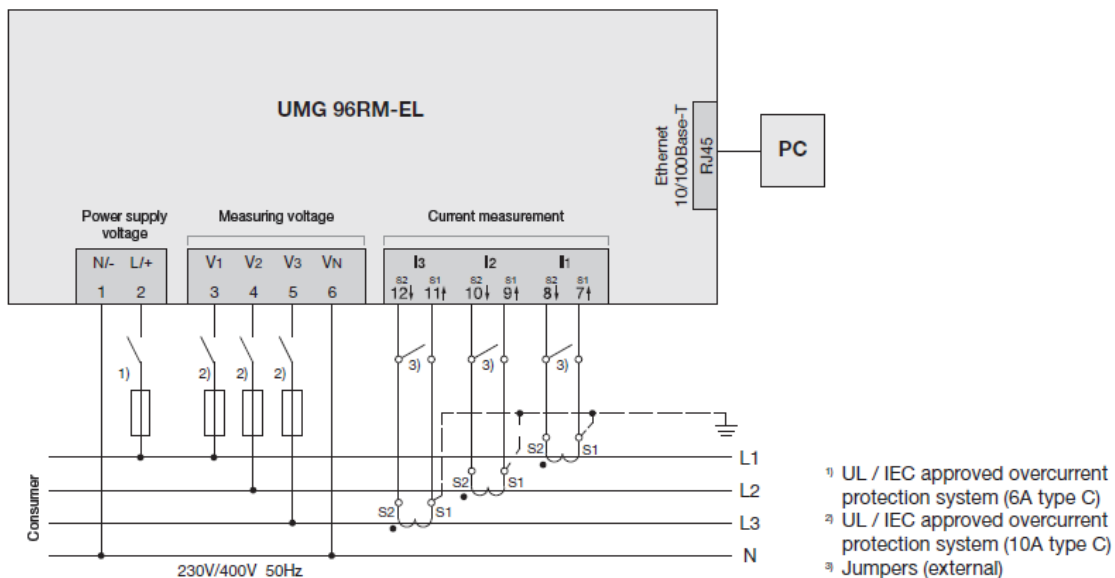 UMG 96RM-EL
Ethernet
10/100Base-T
RJ45
PC
Power supply
voltage
Measuring voltage
Current measurement
N/- L/+
V1 V2 V3 VN
I3 I2 I1
S2 S1 S2 S1 S2 S1
1 2
3 4 5 6
12↓ 11↑ 10↓ 9↑ 8↓ 7↑
1) 2) 2) 2)
3) 3) 3)
S2 S1
L1
S2 S1
L2
S2 S1
L3
N
Consumer
230V/400V 50Hz
1) UL / IEC approved overcurrent
protection system (6A type C)
2) UL / IEC approved overcurrent
protection system (10A type C)
3) Jumpers (external)